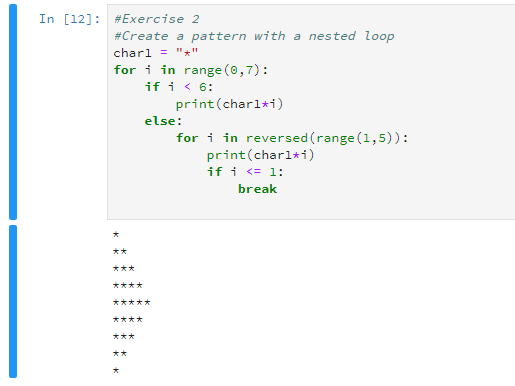 In [12]: #Exercise 2
#Create a pattern with a nested loop
char1 = "*"
for i in range(0,7):
    if i < 6:
        print(char1*i)
    else:
        for i in reversed(range(1,5)):
            print(char1*i)
            if i <= 1:
                break
*
**
***
****
*****
****
***
**
*